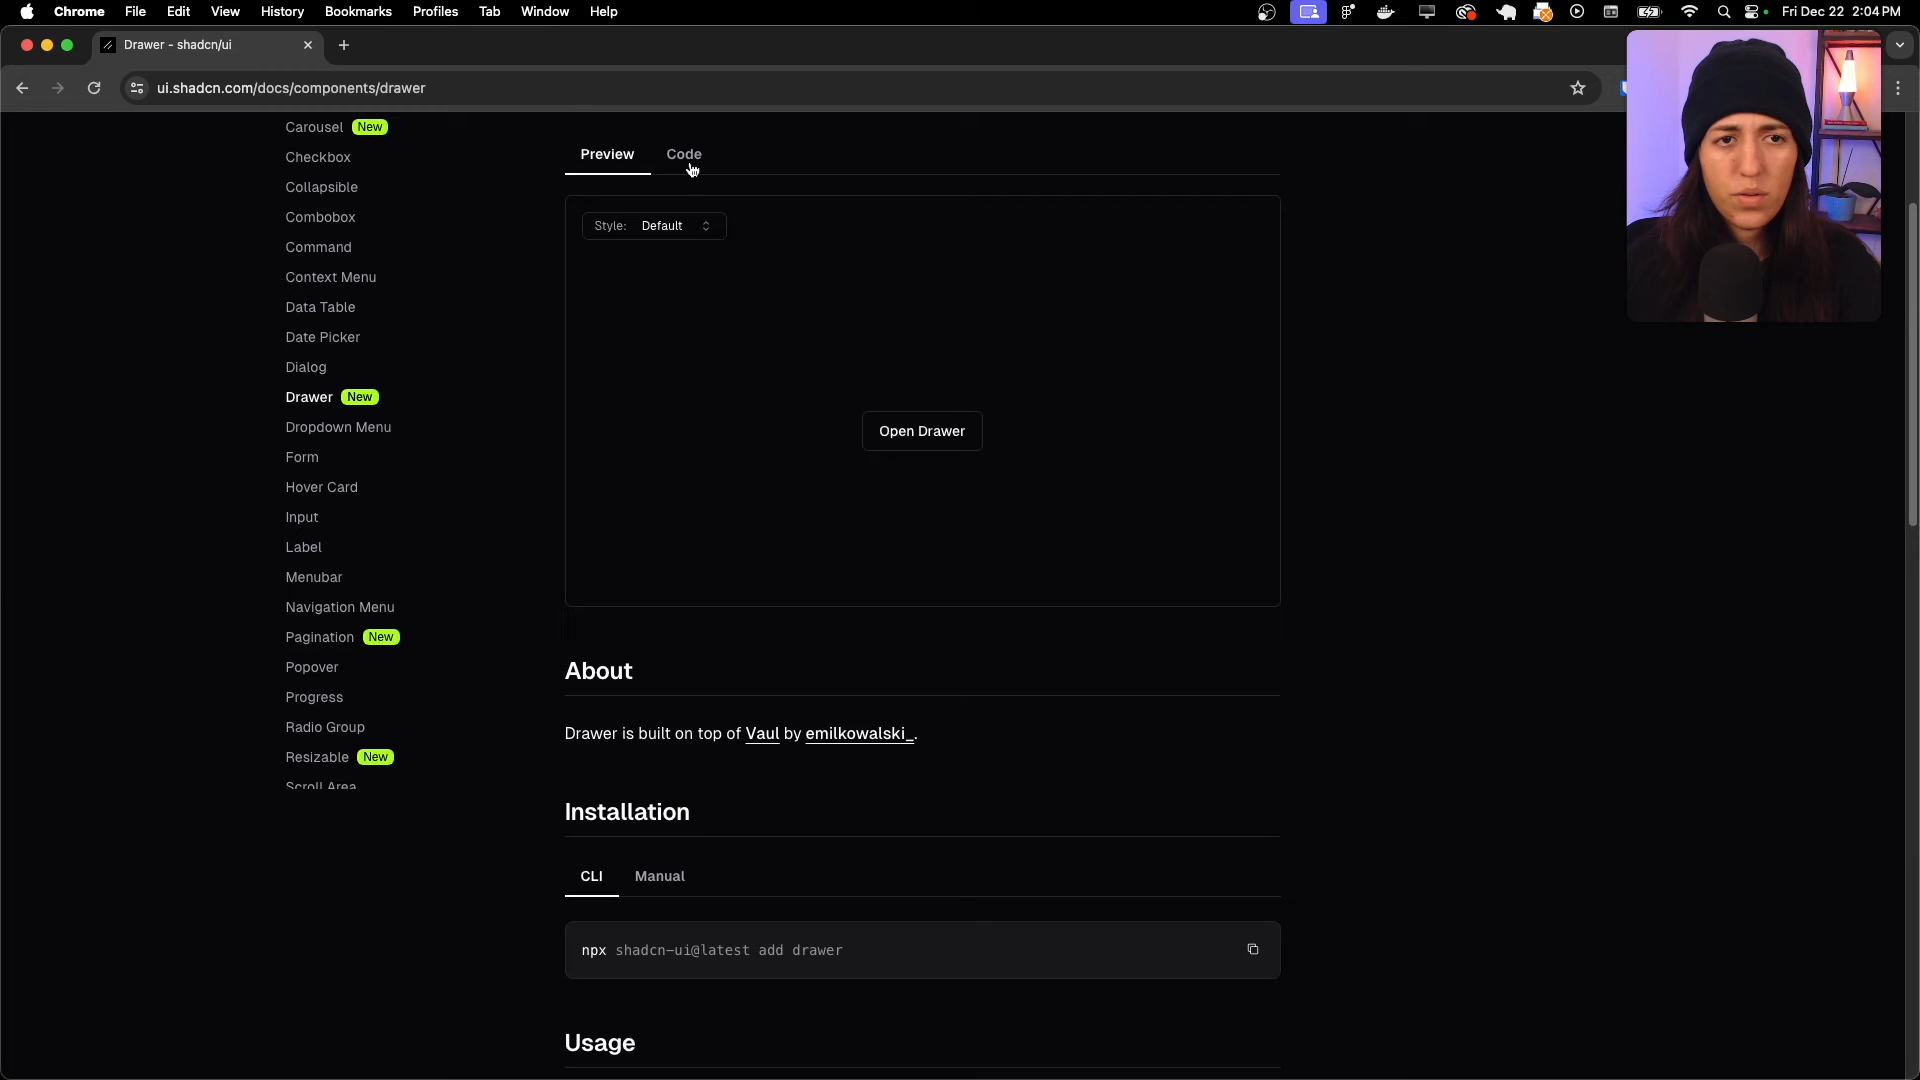 Chrome File Edit View History Bookmarks Profiles Tab Window Help
Fri Dec 22 2:04 PM
Drawer - shadcn/ui
ui.shadcn.com/docs/components/drawer
Carousel New
Checkbox
Collapsible
Combobox
Command
Context Menu
Data Table
Date Picker
Dialog
Drawer New
Dropdown Menu
Form
Hover Card
Input
Label
Menubar
Navigation Menu
Pagination New
Popover
Progress
Radio Group
Resizable New
Scroll Area
Preview Code
Style: Default
Open Drawer
About
Drawer is built on top of Vaul by emilkowalski_.
Installation
CLI Manual
npx shadcn-ui@latest add drawer
Usage